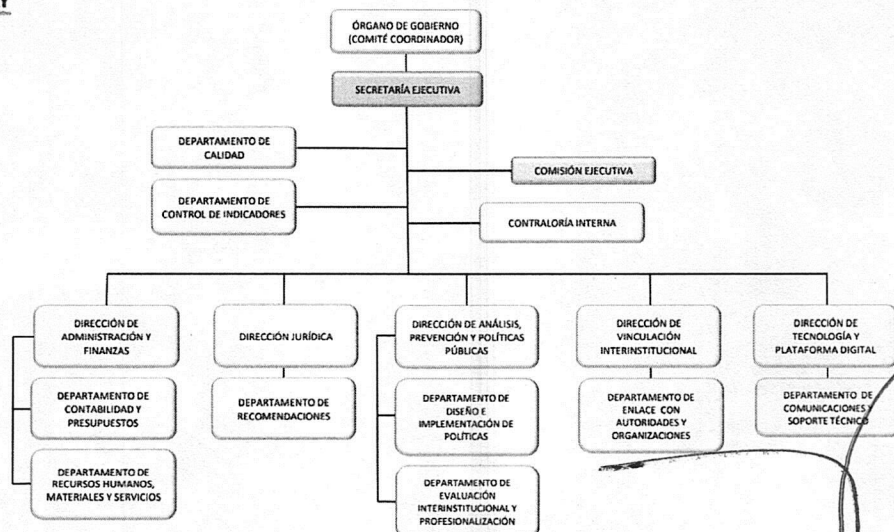 ÓRGANO DE GOBIERNO
(COMITÉ COORDINADOR)
SECRETARÍA EJECUTIVA
DEPARTAMENTO DE
CALIDAD
COMISIÓN EJECUTIVA
DEPARTAMENTO DE
CONTROL DE INDICADORES
CONTRALORÍA INTERNA
DIRECCIÓN DE
ADMINISTRACIÓN Y
FINANZAS
DIRECCIÓN JURÍDICA
DIRECCIÓN DE ANÁLISIS,
PREVENCIÓN Y POLÍTICAS
PÚBLICAS
DIRECCIÓN DE
VINCULACIÓN
INTERINSTITUCIONAL
DIRECCIÓN DE
TECNOLOGÍA Y
PLATAFORMA DIGITAL
DEPARTAMENTO DE
CONTABILIDAD Y
PRESUPUESTOS
DEPARTAMENTO DE
RECOMENDACIONES
DEPARTAMENTO DE
DISEÑO E
IMPLEMENTACIÓN DE
POLÍTICAS
DEPARTAMENTO DE
ENLACE CON
AUTORIDADES Y
ORGANIZACIONES
DEPARTAMENTO DE
COMUNICACIONES Y
SOPORTE TÉCNICO
DEPARTAMENTO DE
RECURSOS HUMANOS,
MATERIALES Y SERVICIOS
DEPARTAMENTO DE
EVALUACIÓN
INTERINSTITUCIONAL Y
PROFESIONALIZACIÓN